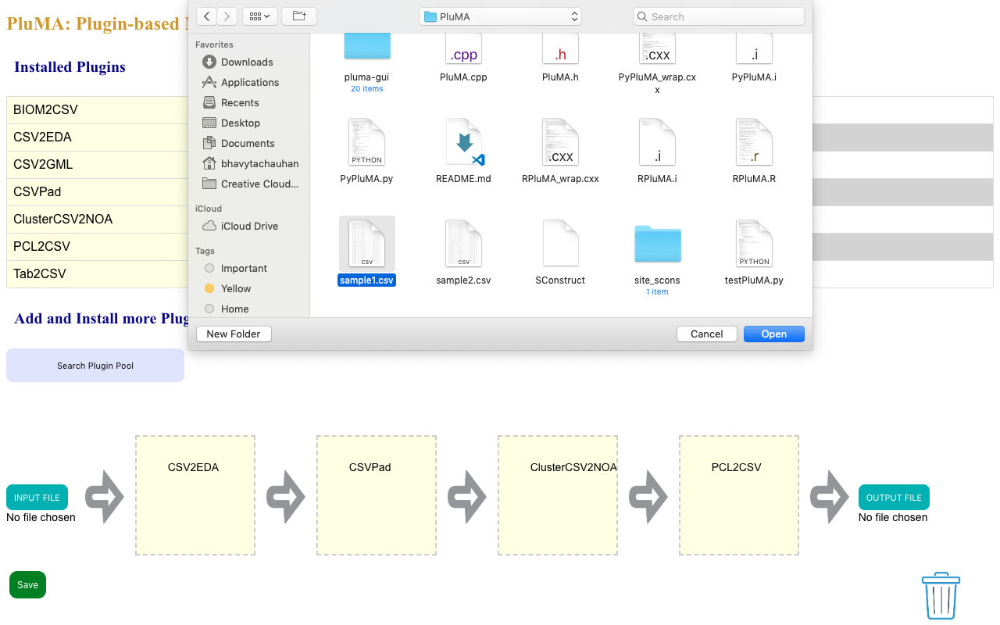 PluMA: Plugin-based
Installed Plugins
BIOM2CSV
CSV2EDA
CSV2GML
CSVPad
ClusterCSV2NOA
PCL2CSV
Tab2CSV
Add and Install more Plug
Search Plugin Pool
PluMA
Search
Favorites
Downloads
Applications
Recents
Desktop
Documents
bhavytachauhan
Creative Cloud...
iCloud
iCloud Drive
Tags
Important
Yellow
Home
.cpp
.h
.cxx
.i
pluma-gui
20 items
PluMA.cpp
PluMA.h
PyPluMA_wrap.cx
x
PyPluMA.i
PYTHON
.cxx
.i
.r
PyPluMA.py
README.md
RPluMA_wrap.cxx
RPluMA.i
RPluMA.R
CSV
CSV
PYTHON
sample1.csv
sample2.csv
SConstruct
site_scons
1 item
testPluMA.py
New Folder
Cancel
Open
CSV2EDA
CSVPad
ClusterCSV2NOA
PCL2CSV
INPUT FILE
No file chosen
OUTPUT FILE
No file chosen
Save